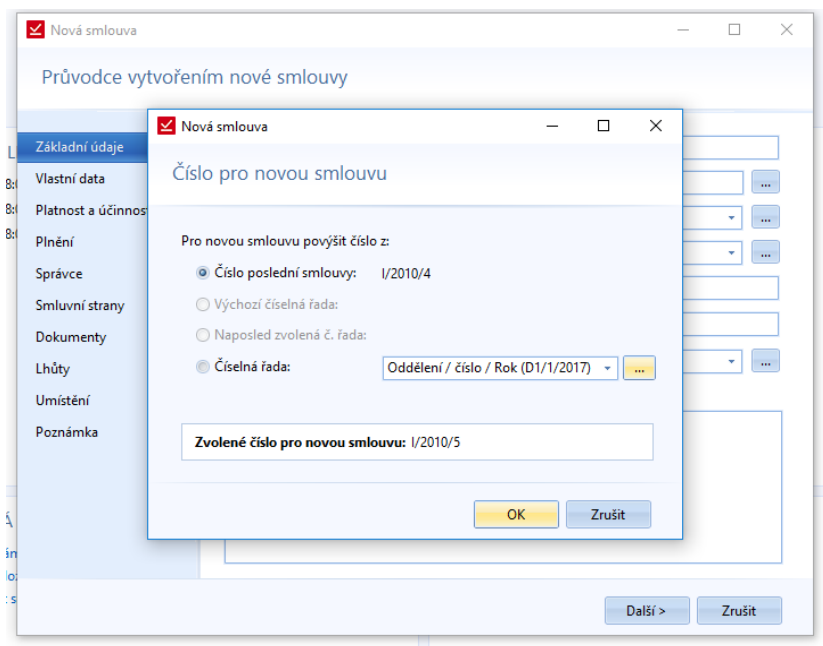 Nová smlouva
Průvodce vytvořením nové smlouvy
Základní údaje
Vlastní data
Platnost a účinnos
Plnění
Správce
Smluvní strany
Dokumenty
Lhůty
Umístění
Poznámka
Nová smlouva
Číslo pro novou smlouvu
Pro novou smlouvu povýšit číslo z:
Číslo poslední smlouvy: I/2010/4
Výchozí číselná řada:
Naposled zvolená č. řada:
Číselná řada: Oddělení / číslo / Rok (D1/1/2017) ...
Zvolené číslo pro novou smlouvu: I/2010/5
OK Zrušit
...
...
...
...
Další > Zrušit